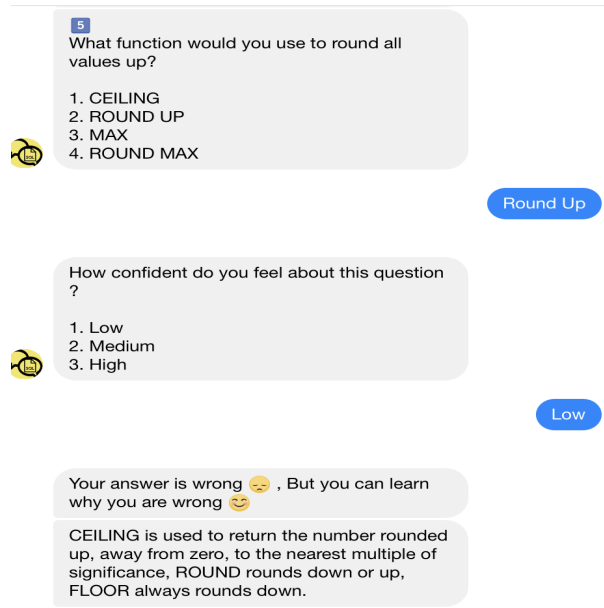 5
What function would you use to round all
values up?
1. CEILING
2. ROUND UP
3. MAX
4. ROUND MAX
Round Up
How confident do you feel about this question
?
1. Low
2. Medium
3. High
Low
Your answer is wrong 😞 , But you can learn
why you are wrong 😊
CEILING is used to return the number rounded
up, away from zero, to the nearest multiple of
significance, ROUND rounds down or up,
FLOOR always rounds down.